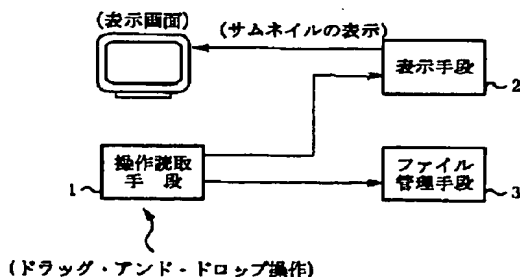 (表示画面)
(サムネイルの表示)
表示手段
2
操作読取
手 段
1
ファイル
管理手段
3
(ドラッグ・アンド・ドロップ操作)